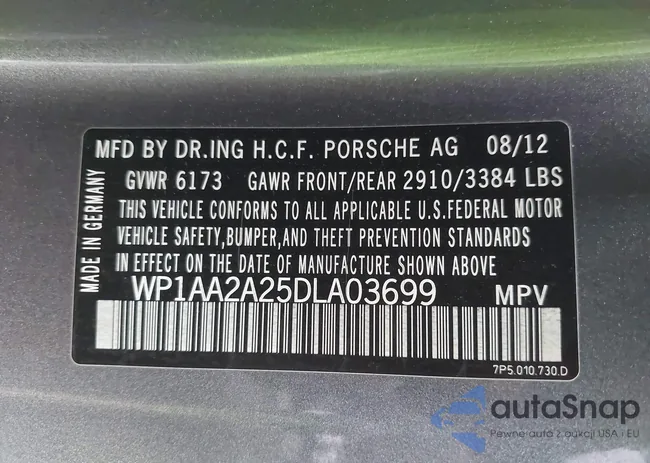 MFD BY DR.ING H.C.F. PORSCHE AG 08/12
GVWR 6173 GAWR FRONT/REAR 2910/3384 LBS
THIS VEHICLE CONFORMS TO ALL APPLICABLE U.S.FEDERAL MOTOR
VEHICLE SAFETY,BUMPER,AND THEFT PREVENTION STANDARDS
IN EFFECT ON THE DATE OF MANUFACTURE SHOWN ABOVE.
WP1AA2A25DLA03699 MPV
MADE IN GERMANY
7P5.010.730.D
autaSnap
Pewne auta z aukcji USA i EU